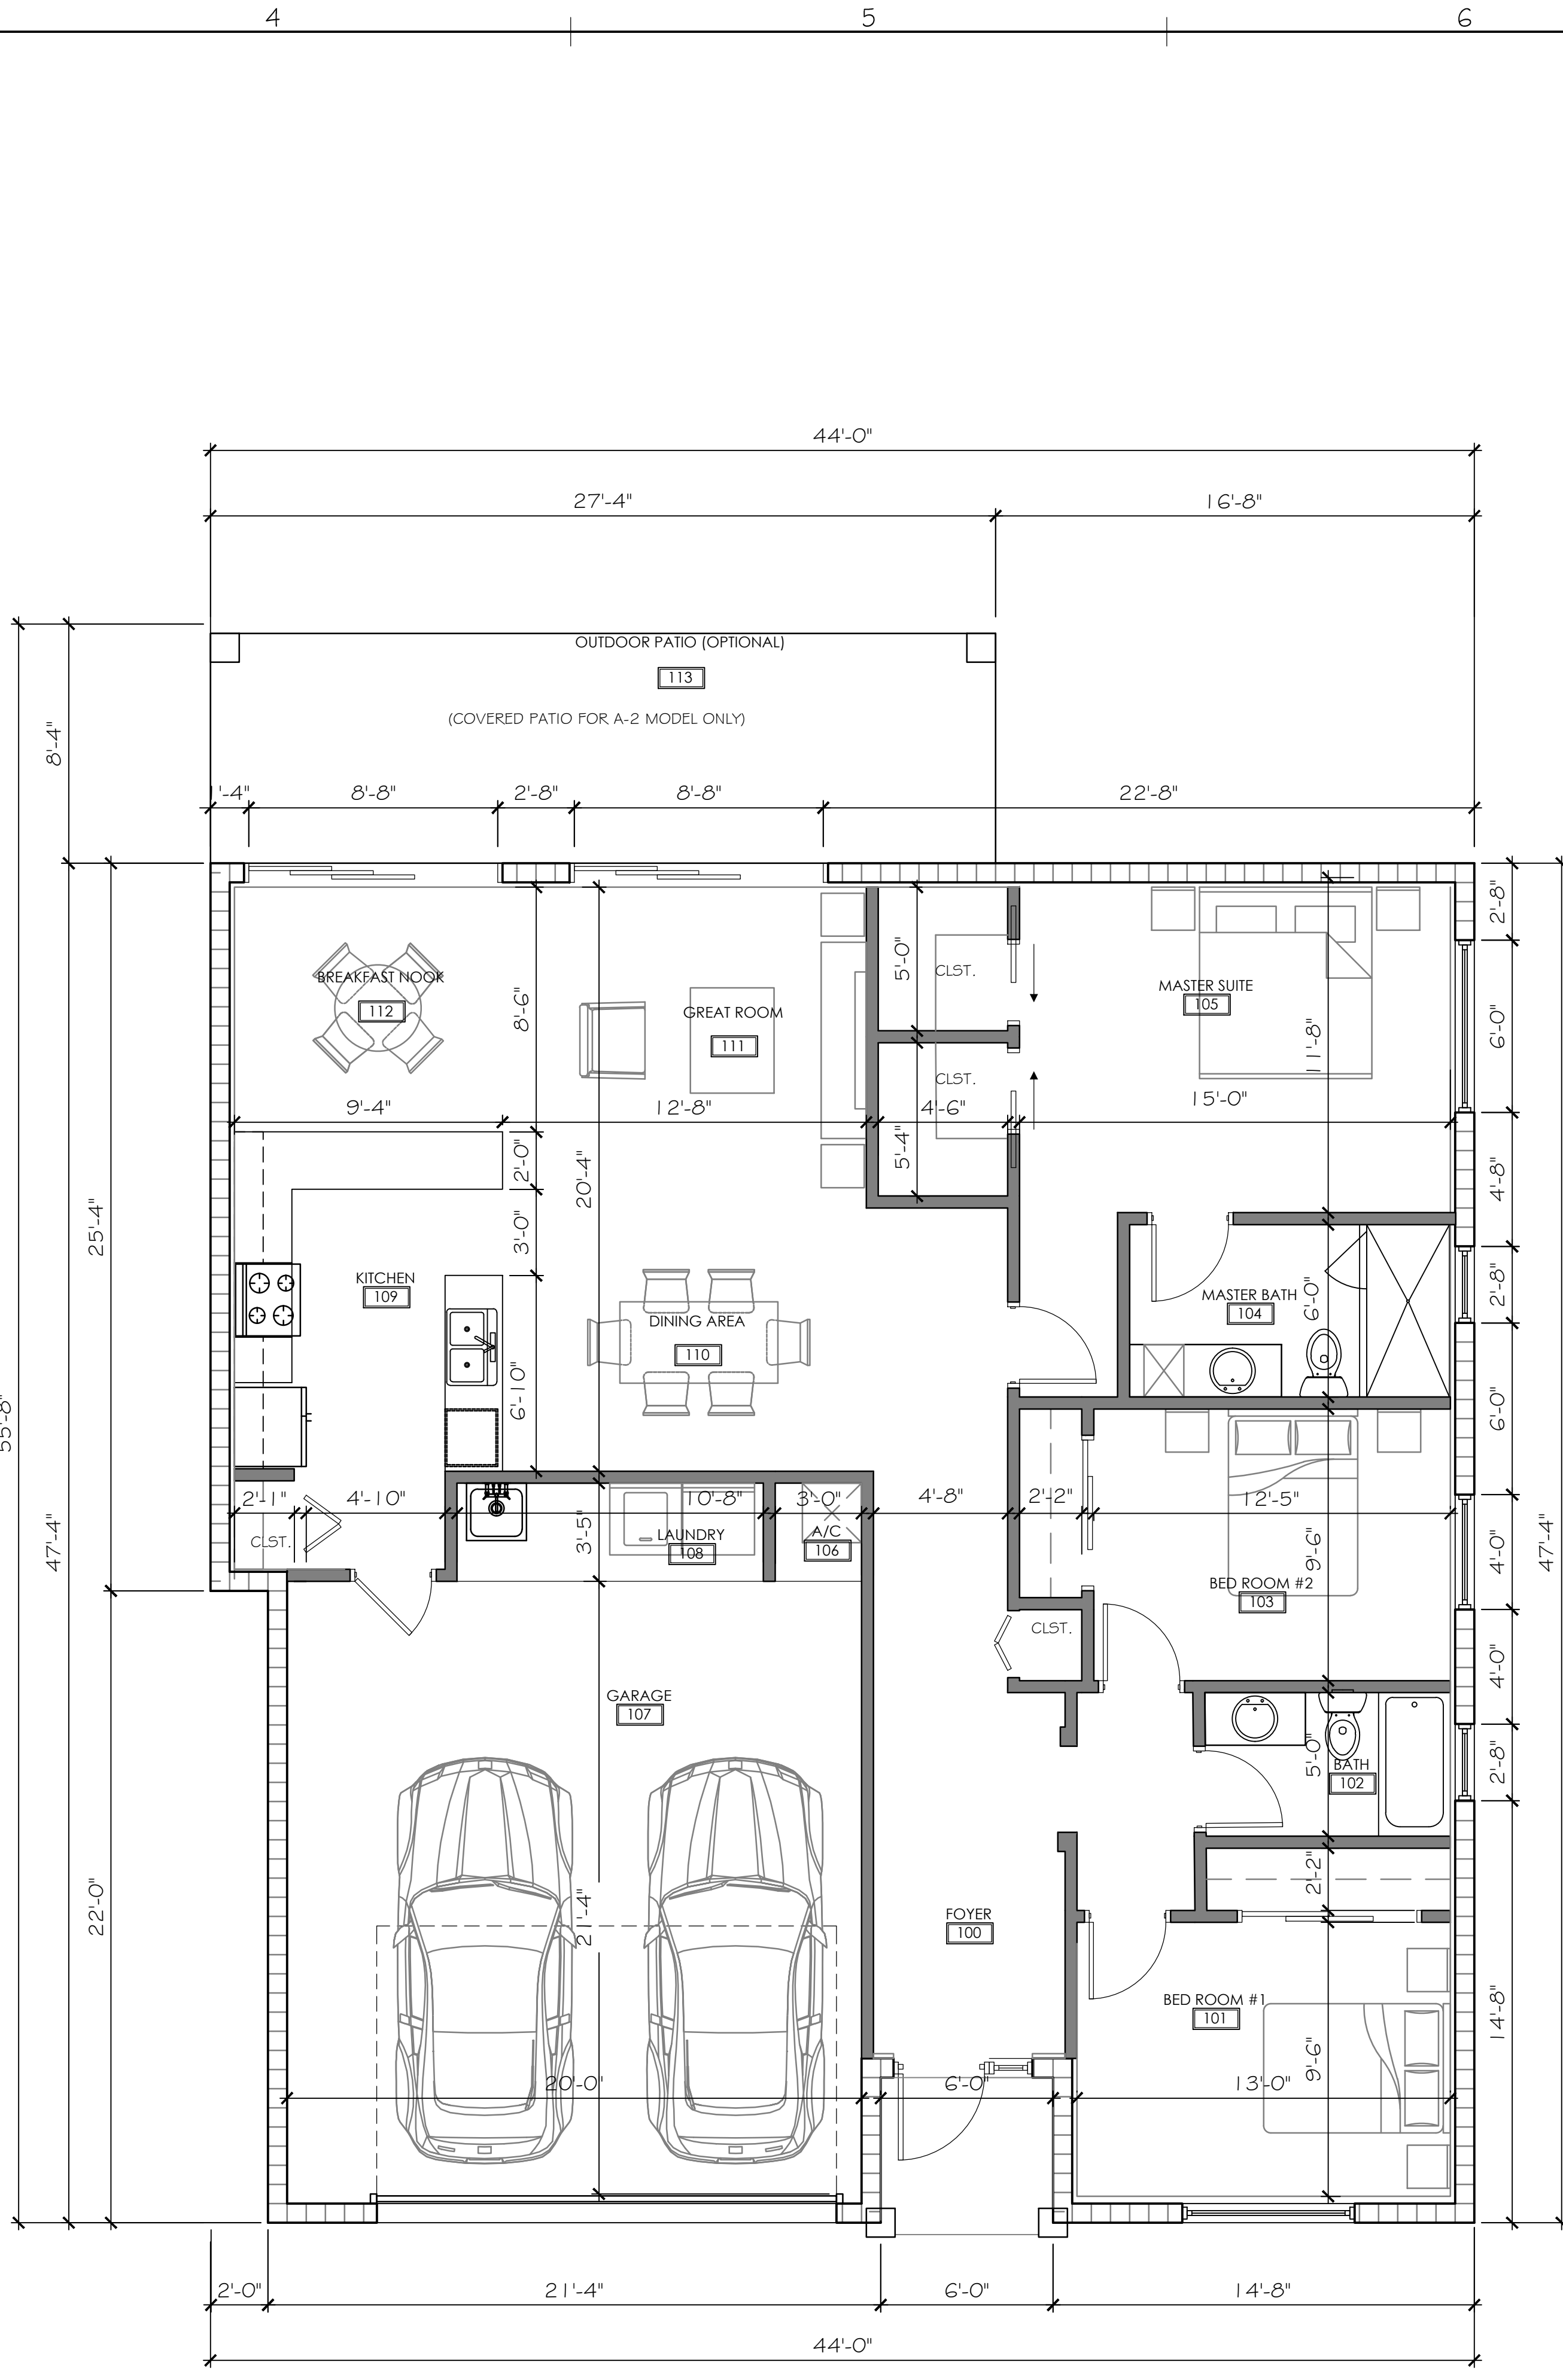 4 5 6
44'-0"
27'-4" 16'-8"
OUTDOOR PATIO (OPTIONAL)
113
(COVERED PATIO FOR A-2 MODEL ONLY)
8'-4"
8'-8" 2'-8" 8'-8" 22'-8"
2'-8"
5'-0"
CLST.
BREAKFAST NOOK
112
8'-6"
GREAT ROOM
111
MASTER SUITE
105
11'-8"
6'-0"
CLST.
9'-4" 12'-8" 4'-6" 15'-0"
5'-4"
2'-0"
20'-4"
4'-8"
25'-4"
3'-0"
KITCHEN
109
MASTER BATH
104
6'-0"
2'-8"
DINING AREA
110
6'-10"
55'-8"
6'-0"
2'-1" 4'-10" 10'-8" 3'-0" 4'-8" 2'-2" 12'-5"
3'-5"
CLST.
LAUNDRY
108
A/C
106
47'-4"
9'-6"
4'-0"
47'-4"
BED ROOM #2
103
CLST.
4'-0"
GARAGE
107
5'-0"
BATH
102
2'-8"
2'-2"
22'-0"
21'-4"
FOYER
100
BED ROOM #1
101
14'-8"
9'-6"
20'-0" 6'-0" 13'-0"
2'-0" 21'-4" 6'-0" 14'-8"
44'-0"